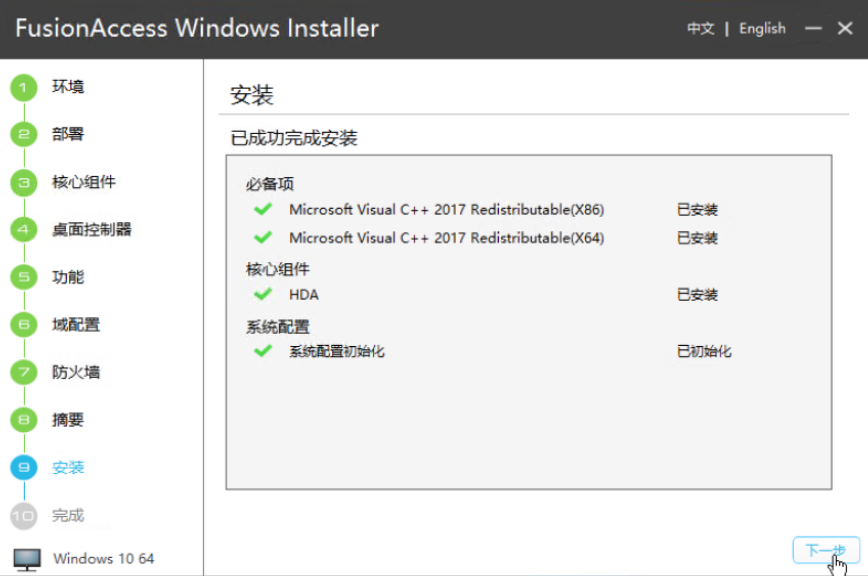 FusionAccess Windows Installer
中文 | English
1 环境
2 部署
3 核心组件
4 桌面控制器
5 功能
6 域配置
7 防火墙
8 摘要
9 安装
10 完成
Windows 10 64
安装
已成功完成安装
必备项
Microsoft Visual C++ 2017 Redistributable(X86) 已安装
Microsoft Visual C++ 2017 Redistributable(X64) 已安装
核心组件
HDA 已安装
系统配置
系统配置初始化 已初始化
下一步